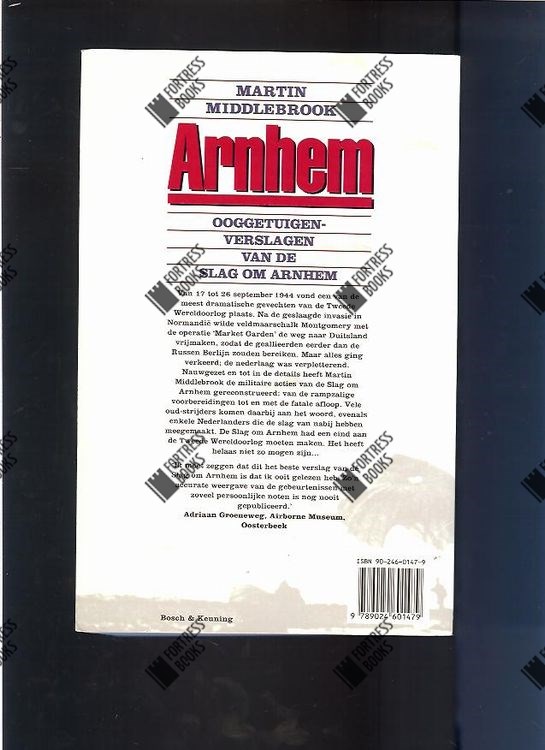 MARTIN
MIDDLEBROOK
Arnhem
OOGGETUIGEN-
VERSLAGEN
VAN DE
SLAG OM ARNHEM
Van 17 tot 26 september 1944 vond een van de
meest dramatische gevechten van de Tweede
Wereldoorlog plaats. Na de geslaagde invasie in
Normandië wilde veldmaarschalk Montgomery met
de operatie 'Market Garden' de weg naar Duitsland
vrijmaken, zodat de geallieerden eerder dan de
Russen Berlijn zouden bereiken. Maar alles ging
verkeerd; de nederlaag was verpletterend.
Nauwgezet en tot in de details heeft Martin
Middlebrook de militaire acties van de Slag om
Arnhem gereconstrueerd: van de rampzalige
voorbereidingen tot en met de fatale afloop. Vele
oud-strijders komen daarbij aan het woord, evenals
enkele Nederlanders die de slag van nabij hebben
meegemaakt. De Slag om Arnhem had een eind aan
de Tweede Wereldoorlog moeten maken. Het heeft
helaas niet zo mogen zijn...
'Ik moet zeggen dat dit het beste verslag van de
Slag om Arnhem is dat ik ooit gelezen heb. Zo'n
accurate weergave van de gebeurtenissen met
zoveel persoonlijke noten is nog nooit
gepubliceerd.'
Adriaan Groeneweg, Airborne Museum,
Oosterbeek
ISBN 90-246-0147-9
9 789024 601479
Bosch & Keuning
FORTRESS BOOKS